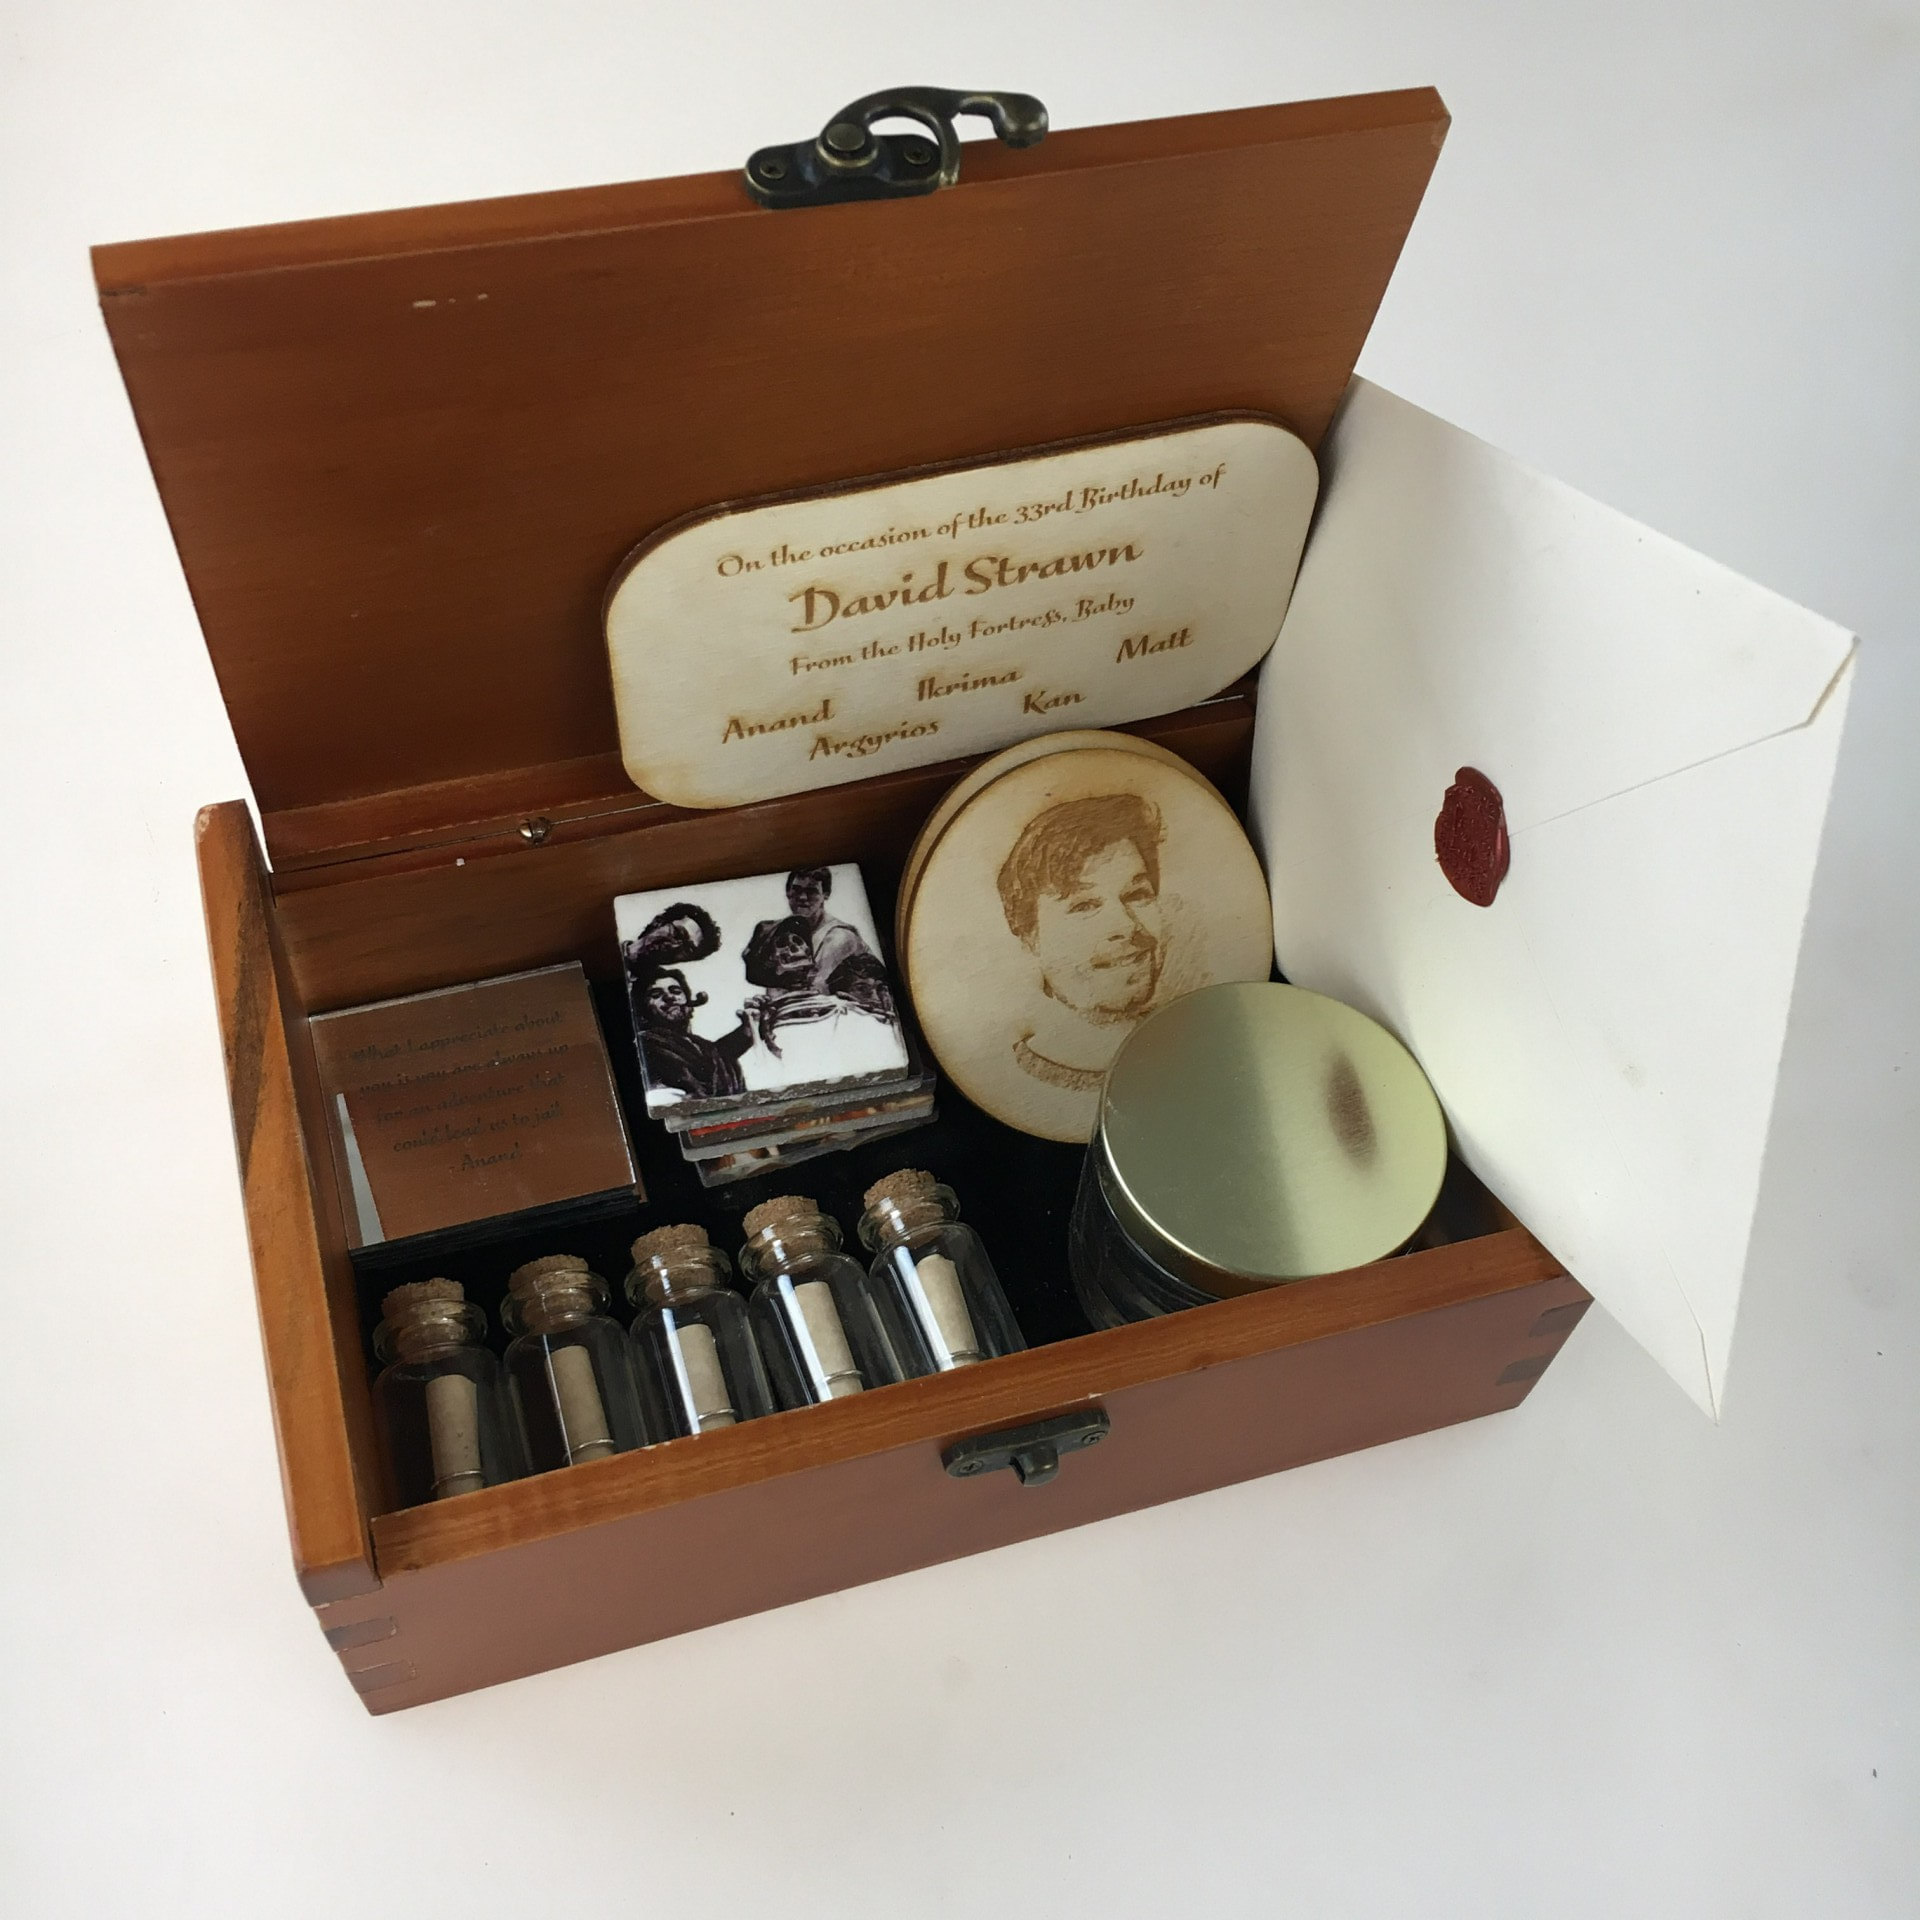 On the occasion of the 33rd Birthday of
David Strawn
From the Holy Fortress, Baby
Anand Ikrima Matt
Argyrios Kan
What I appreciate about
you is you are always up
for an adventure that
could lead us to jail
- Anand